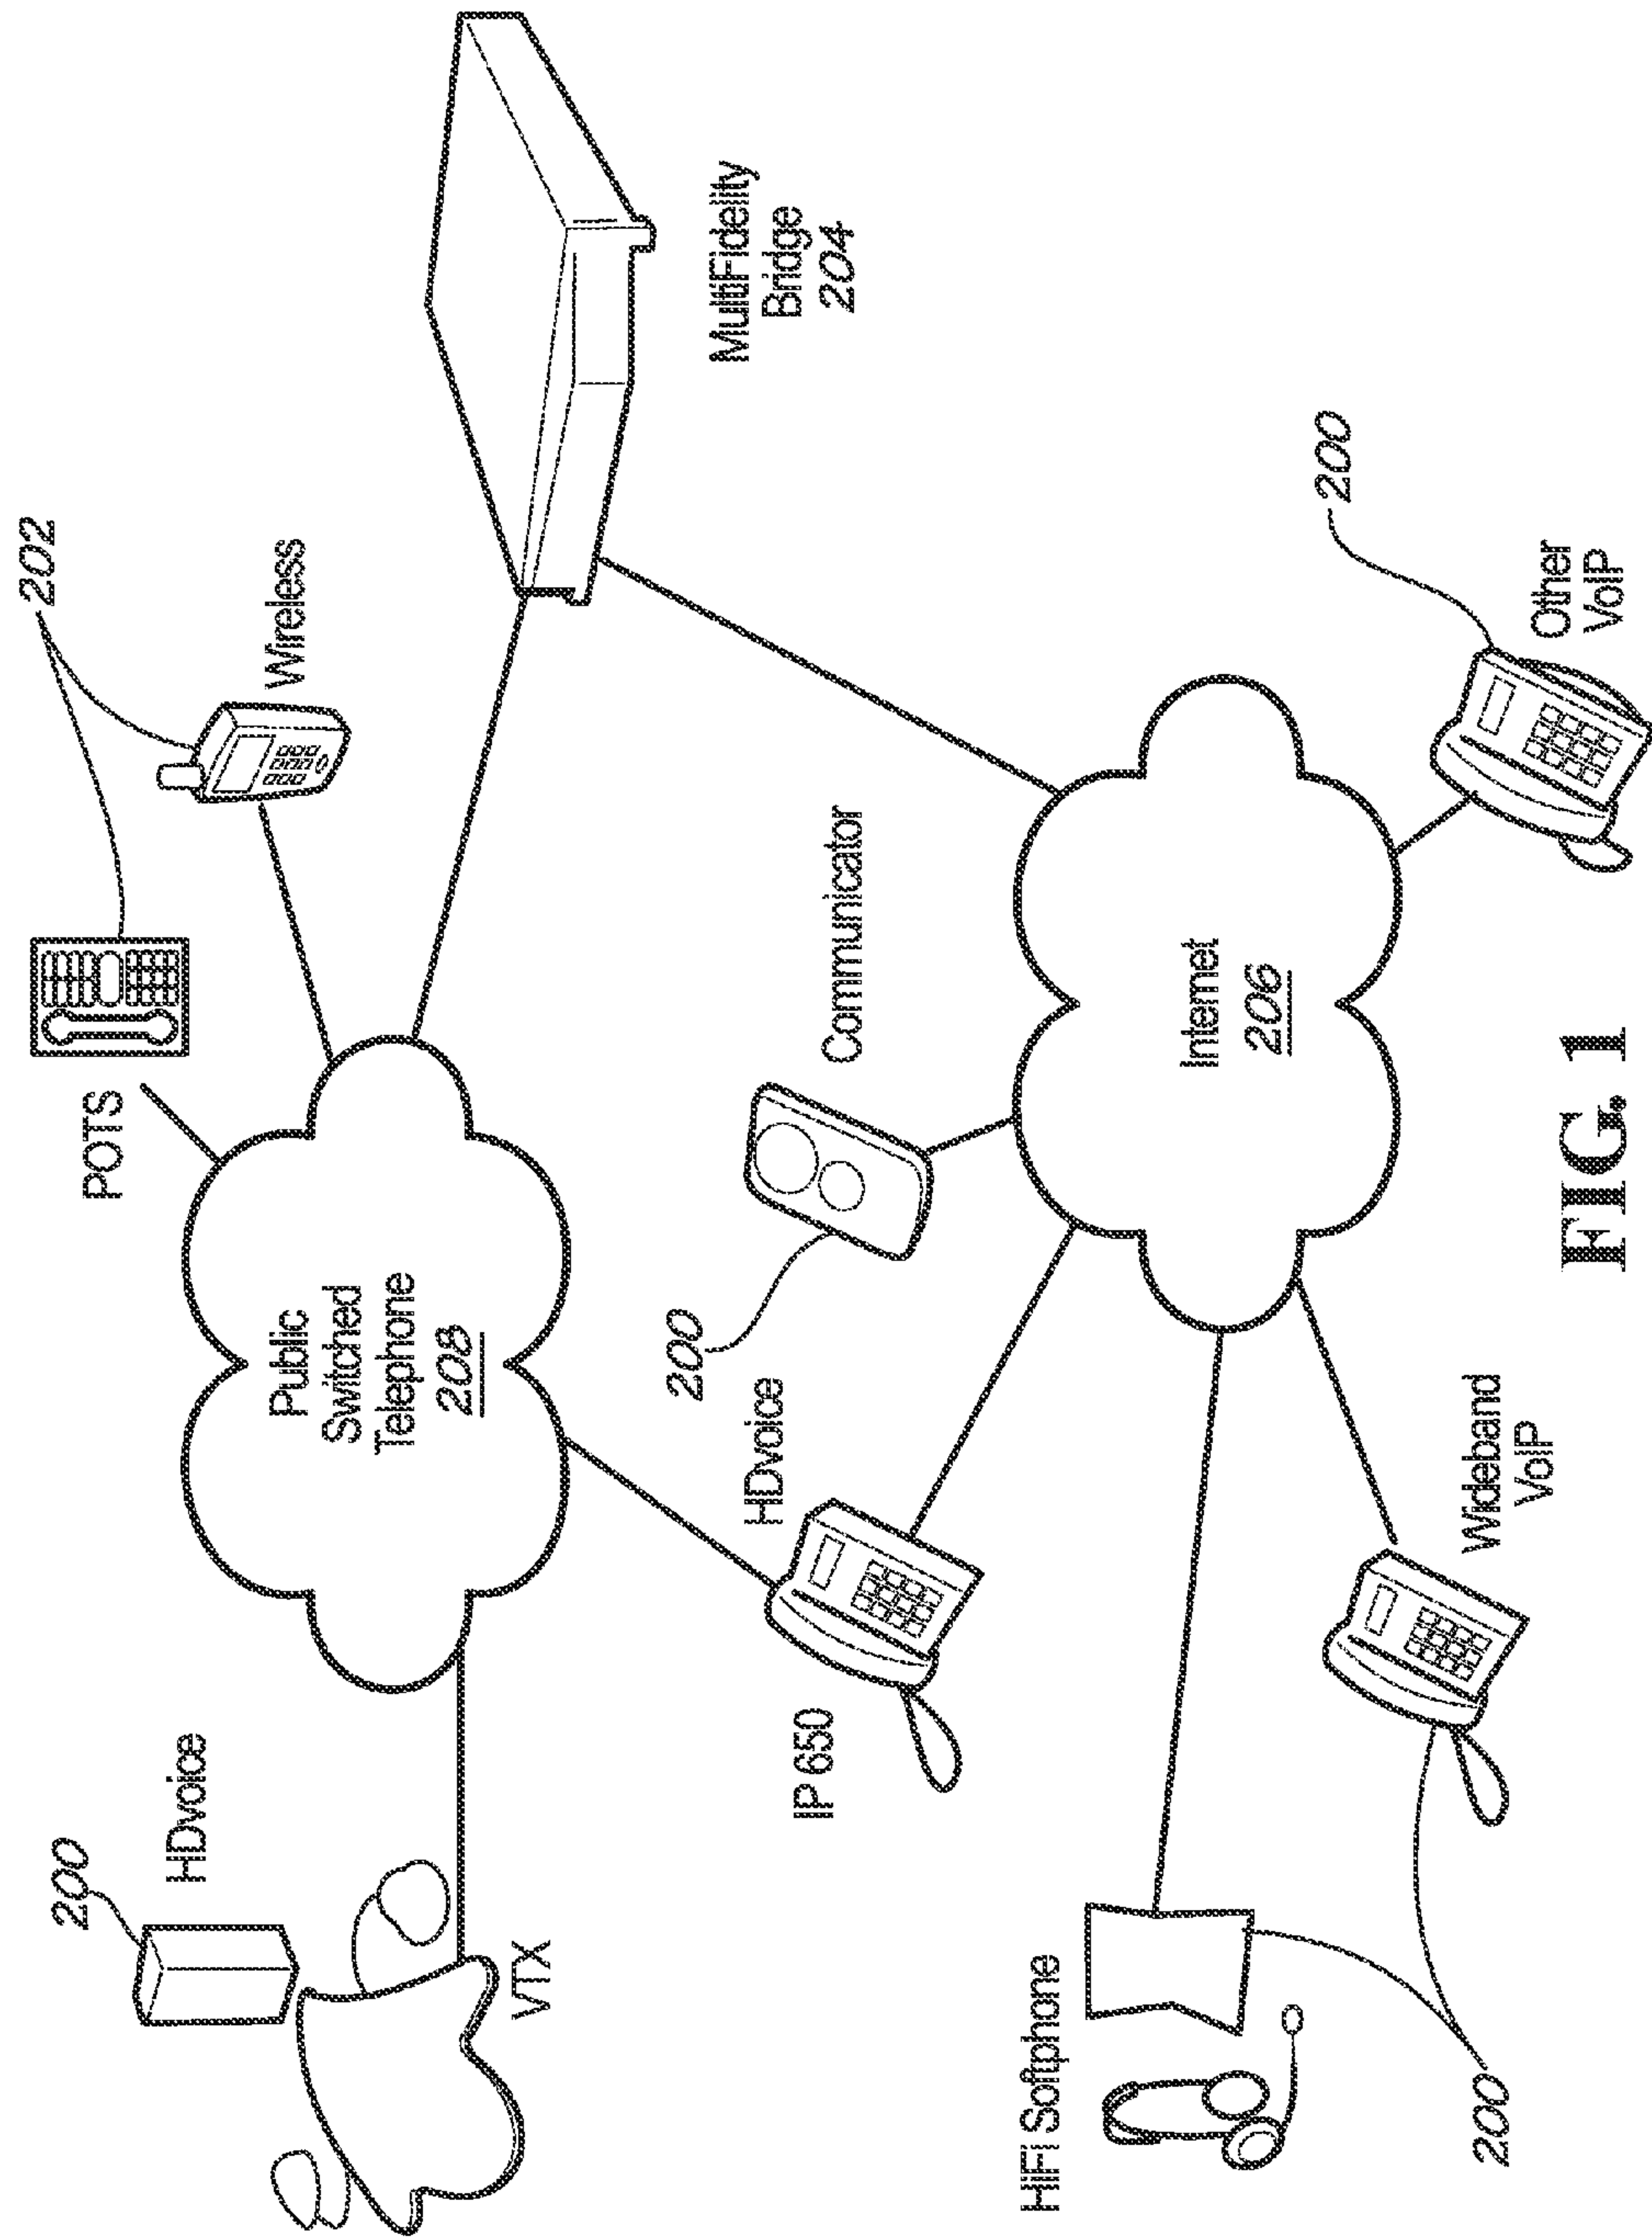 200
HDvoice
VTX
POTS
202
Wireless
Public
Switched
Telephone
208
MultiFidelity
Bridge
204
IP 650
HDvoice
200
Communicator
HiFi Softphone
Internet
206
200
Wideband
VoIP
Other
VoIP
200
FIG. 1